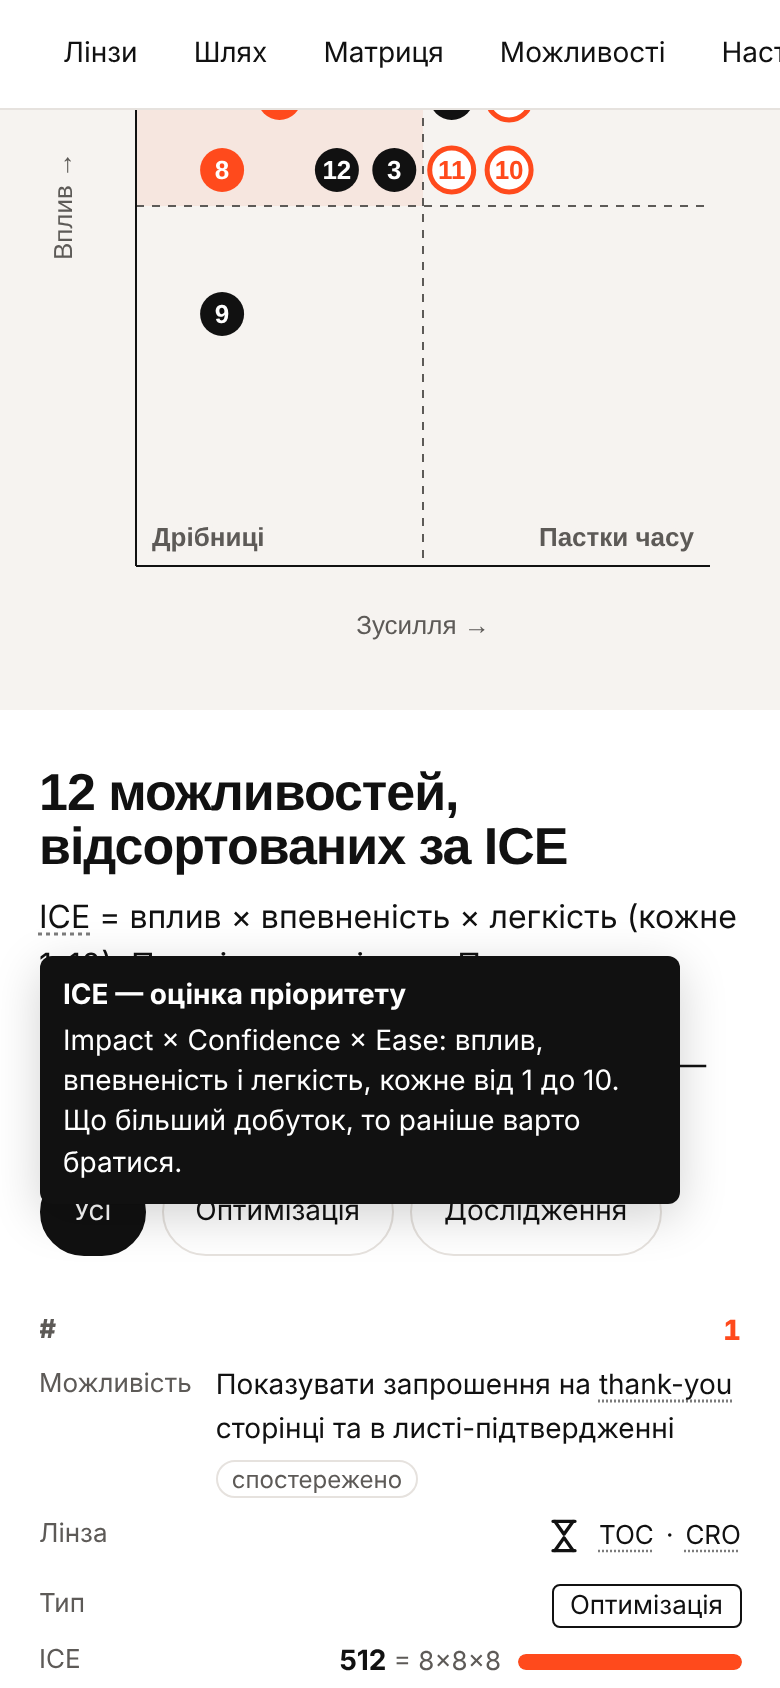 Лінзи Шлях Матриця Можливості Наст
Вплив →
8 12 3 11 10
9
Дрібниці Пастки часу
Зусилля →
12 можливостей,
відсортованих за ICE
ICE = вплив × впевненість × легкість (кожне
ICE — оцінка пріоритету
Impact × Confidence × Ease: вплив,
впевненість і легкість, кожне від 1 до 10.
Що більший добуток, то раніше варто
братися.
Усі Оптимізація Дослідження
# 1
Можливість Показувати запрошення на thank-you
сторінці та в листі-підтвердженні
спостережено
Лінза TOC · CRO
Тип Оптимізація
ICE 512 = 8×8×8